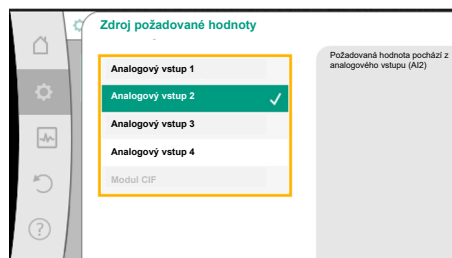 Zdroj požadované hodnoty
Analogový vstup 1
Analogový vstup 2
Analogový vstup 3
Analogový vstup 4
Modul CIF
Požadovaná hodnota pochází z
analogového vstupu (AI2)